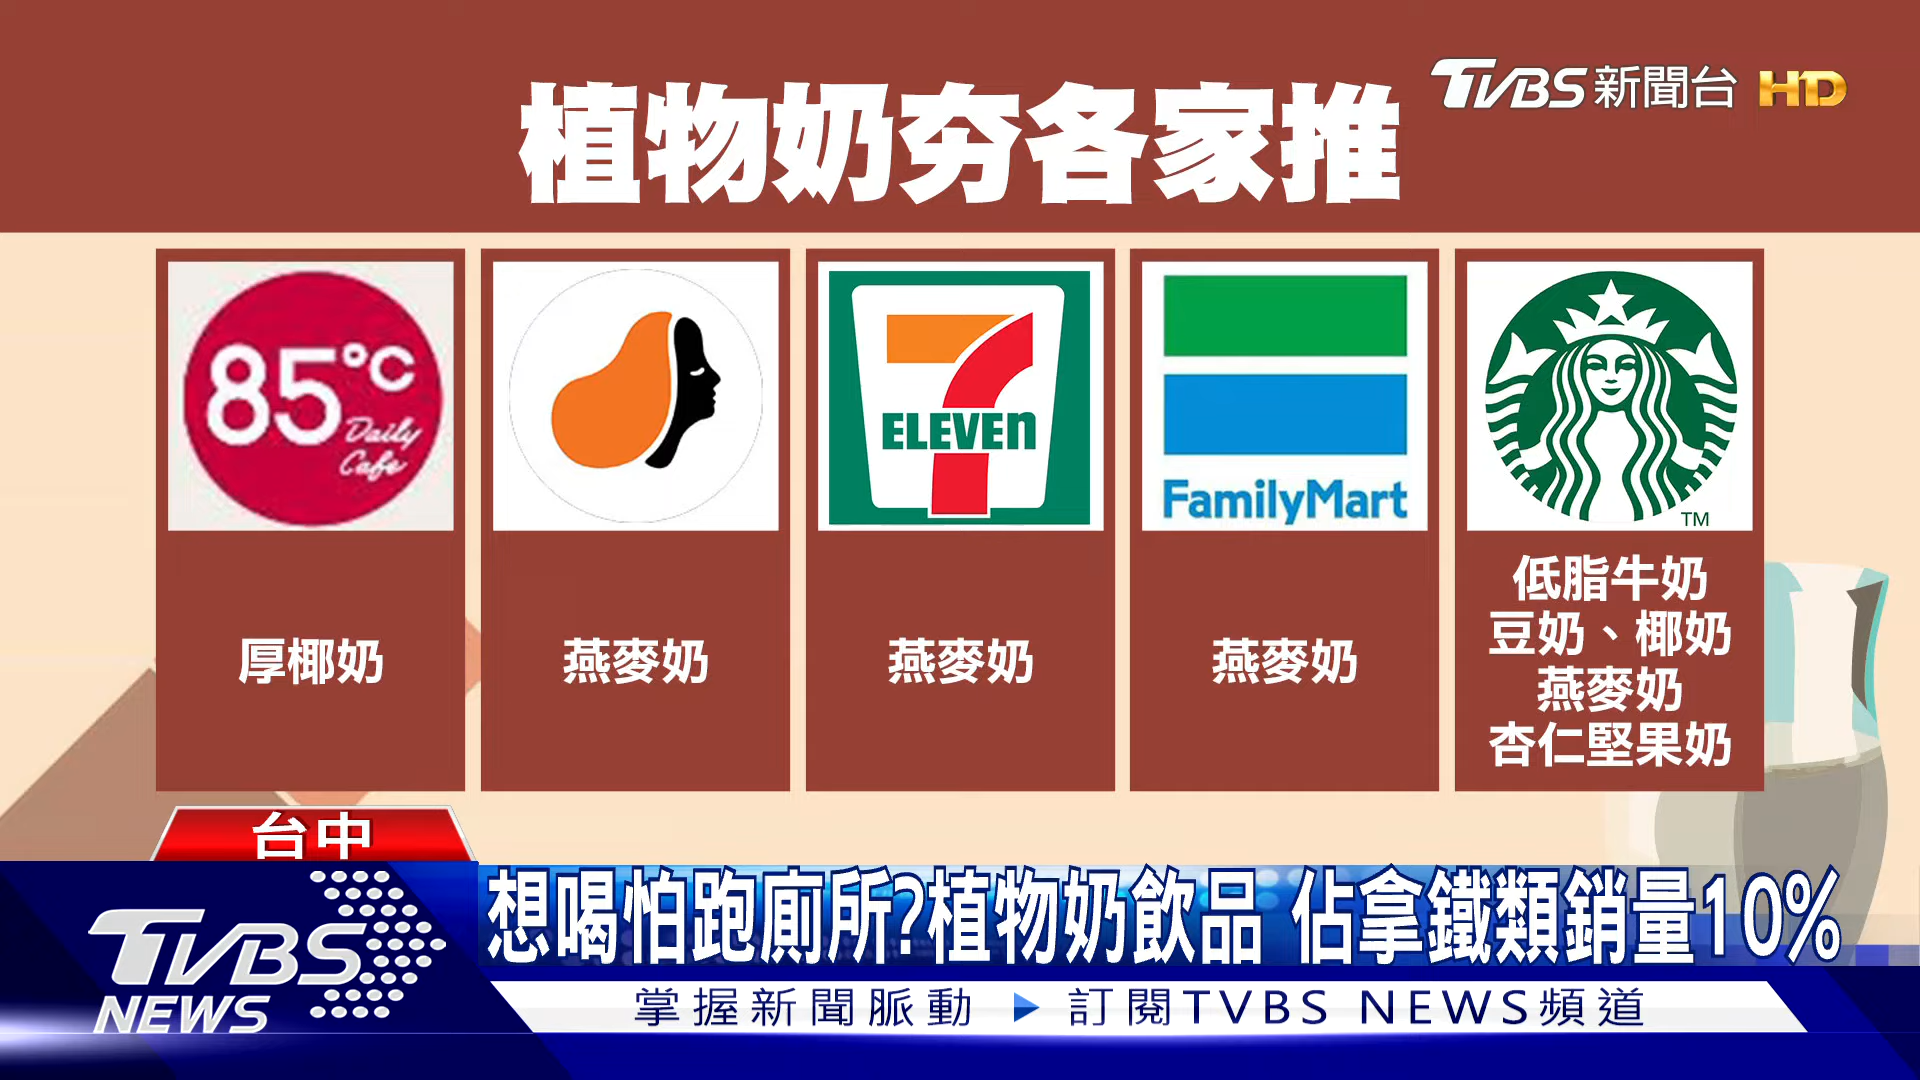 植物奶夯各家推
TVBS新聞台 HD
85°C
Daily
Cafe
厚椰奶
燕麥奶
7
ELEVEn
燕麥奶
FamilyMart
燕麥奶
TM
低脂牛奶
豆奶、椰奶
燕麥奶
杏仁堅果奶
台中
想喝怕跑廁所?植物奶飲品 佔拿鐵類銷量10%
TVBS
NEWS
掌握新聞脈動 ▶ 訂閱TVBS NEWS頻道